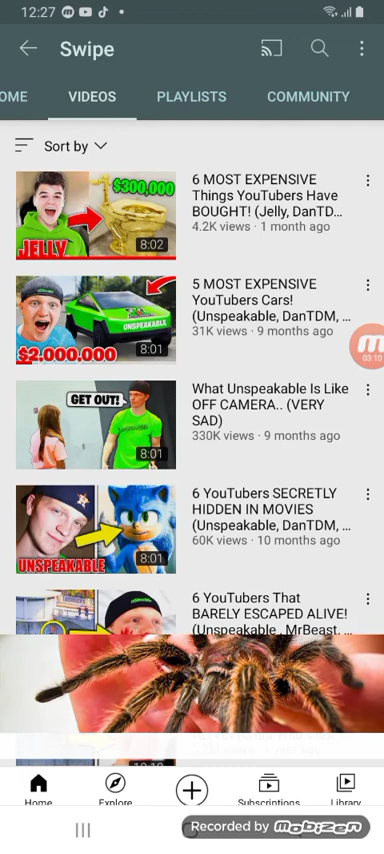 12:27
Swipe
OME VIDEOS PLAYLISTS COMMUNITY
Sort by
$300,000
JELLY
8:02
6 MOST EXPENSIVE
Things YouTubers Have
BOUGHT! (Jelly, DanTD...
4.2K views · 1 month ago
UNSPEAKABLE
$2,000,000
8:01
5 MOST EXPENSIVE
YouTubers Cars!
(Unspeakable, DanTDM, ...
31K views · 9 months ago
03:10
GET OUT!
8:01
What Unspeakable Is Like
OFF CAMERA.. (VERY
SAD)
330K views · 9 months ago
UNSPEAKABLE
8:01
6 YouTubers SECRETLY
HIDDEN IN MOVIES
(Unspeakable, DanTDM, ...
60K views · 10 months ago
6 YouTubers That
BARELY ESCAPED ALIVE!
(Unspeakable, MrBeast, ...
Home Explore Subscriptions Library
Recorded by mobizen